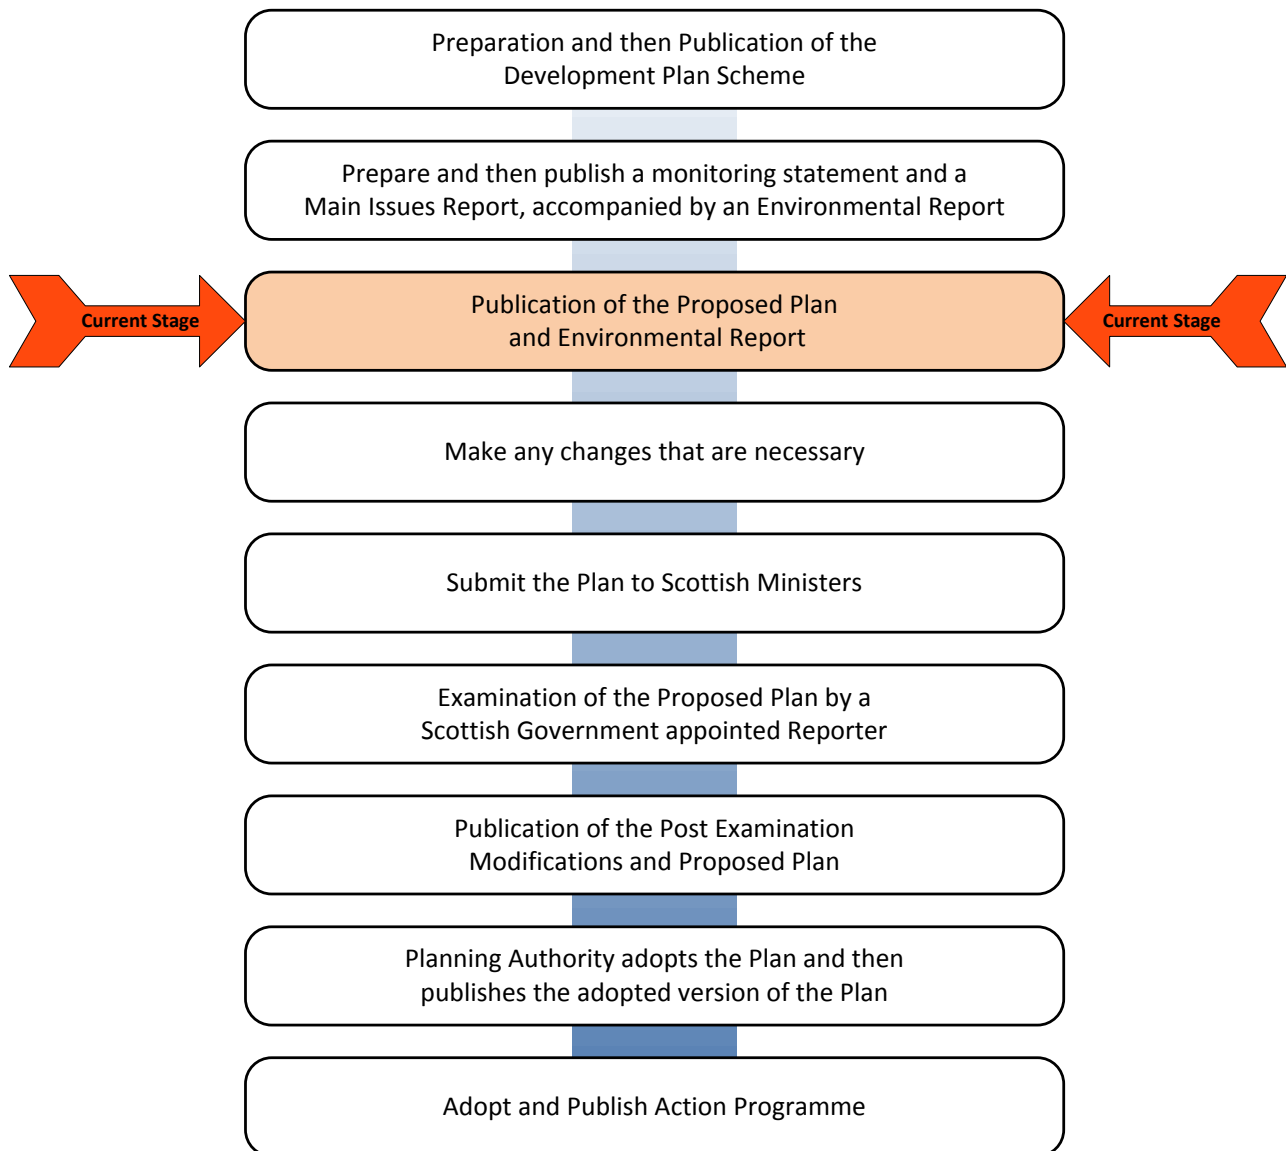 Preparation and then Publication of the
Development Plan Scheme
Prepare and then publish a monitoring statement and a
Main Issues Report, accompanied by an Environmental Report
Current Stage
Publication of the Proposed Plan
and Environmental Report
Current Stage
Make any changes that are necessary
Submit the Plan to Scottish Ministers
Examination of the Proposed Plan by a
Scottish Government appointed Reporter
Publication of the Post Examination
Modifications and Proposed Plan
Planning Authority adopts the Plan and then
publishes the adopted version of the Plan
Adopt and Publish Action Programme